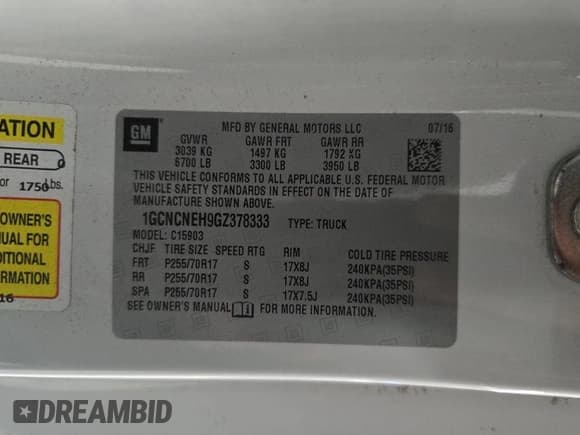 ATION
REAR 0
or 1750 lbs.
OWNER'S
MANUAL FOR
DITIONAL
ORMATION
16
GM
MFD BY GENERAL MOTORS LLC 07/16
GVWR GAWR FRT GAWR RR
3039 KG 1497 KG 1792 KG
6700 LB 3300 LB 3950 LB
THIS VEHICLE CONFORMS TO ALL APPLICABLE U.S. FEDERAL MOTOR
VEHICLE SAFETY STANDARDS IN EFFECT ON THE DATE OF
MANUFACTURE SHOWN ABOVE.
1GCNCNEH9GZ378333 TYPE: TRUCK
MODEL: C15903
CHJF TIRE SIZE SPEED RTG RIM COLD TIRE PRESSURE
FRT P255/70R17 S 17X8J 240KPA(35PSI)
RR P255/70R17 S 17X8J 240KPA(35PSI)
SPA P255/70R17 S 17X7.5J 240KPA(35PSI)
SEE OWNER'S MANUAL FOR MORE INFORMATION.
DREAMBID